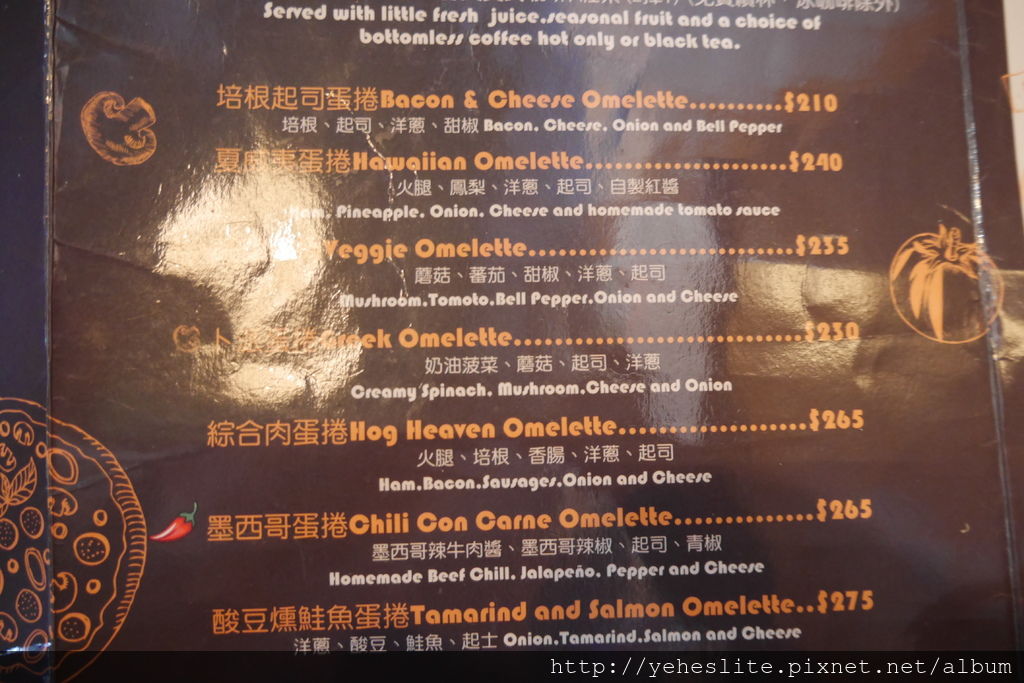 Served with little fresh juice.seasonal fruit and a choice of
bottomless coffee hot only or black tea.
培根起司蛋捲Bacon & Cheese Omelette..........$210
培根、起司、洋蔥、甜椒 Bacon. Cheese. Onion and Bell Pepper
夏威夷蛋捲Hawaiian Omelette......................$240
火腿、鳳梨、洋蔥、起司、自製紅醬
Ham. Pineapple. Onion. Cheese and homemade tomato sauce
Veggie Omelette.............................$235
蘑菇、蕃茄、甜椒、洋蔥、起司
Mushroom.Tomato.Bell Pepper.Onion and Cheese
Greek Omelette...............................$230
奶油菠菜、蘑菇、起司、洋蔥
Creamy Spinach. Mushroom.Cheese and Onion
綜合肉蛋捲Hog Heaven Omelette....................$265
火腿、培根、香腸、洋蔥、起司
Ham.Bacon.Sausages.Onion and Cheese
墨西哥蛋捲Chili Con Carne Omelette...............$265
墨西哥辣牛肉醬、墨西哥辣椒、起司、青椒
Homemade Beef Chill. Jalapeño. Pepper and Cheese
酸豆燻鮭魚蛋捲Tamarind and Salmon Omelette..$275
洋蔥、酸豆、鮭魚、起士 Onion.Tamarind.Salmon and Cheese
http://yeheslite.pixnet.net/album